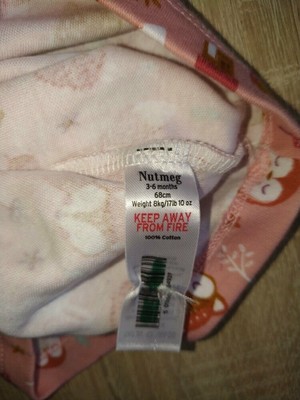 Nutmeg
3-6 months
68cm
Weight 8kg/17lb 10 oz
KEEP AWAY
FROM FIRE
100% Cotton